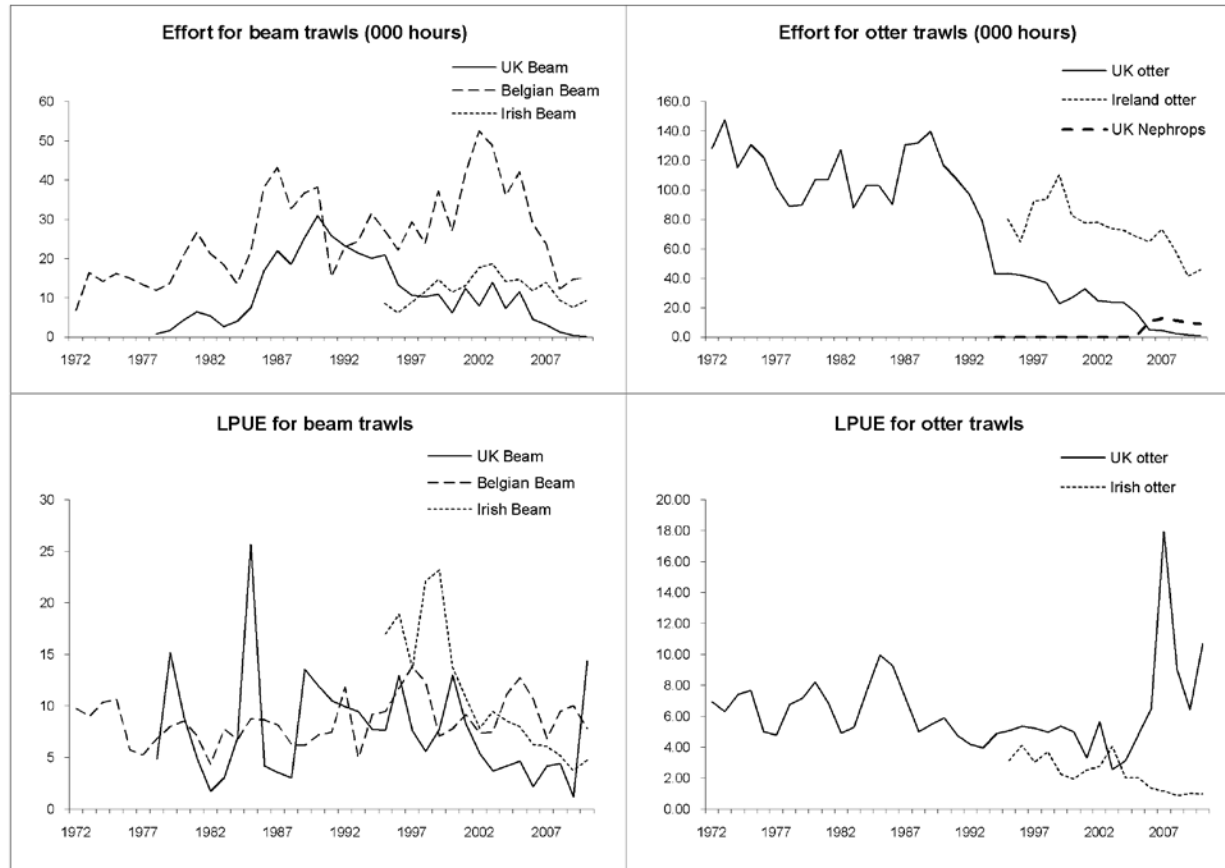 Effort for beam trawls (000 hours)
UK Beam
Belgian Beam
Irish Beam
60
50
40
30
20
10
0
1972 1977 1982 1987 1992 1997 2002 2007
Effort for otter trawls (000 hours)
UK otter
Ireland otter
UK Nephrops
160.0
140.0
120.0
100.0
80.0
60.0
40.0
20.0
0.0
1972 1977 1982 1987 1992 1997 2002 2007
LPUE for beam trawls
UK Beam
Belgian Beam
Irish Beam
30
25
20
15
10
5
0
1972 1977 1982 1987 1992 1997 2002 2007
LPUE for otter trawls
UK otter
Irish otter
20.00
18.00
16.00
14.00
12.00
10.00
8.00
6.00
4.00
2.00
0.00
1972 1977 1982 1987 1992 1997 2002 2007